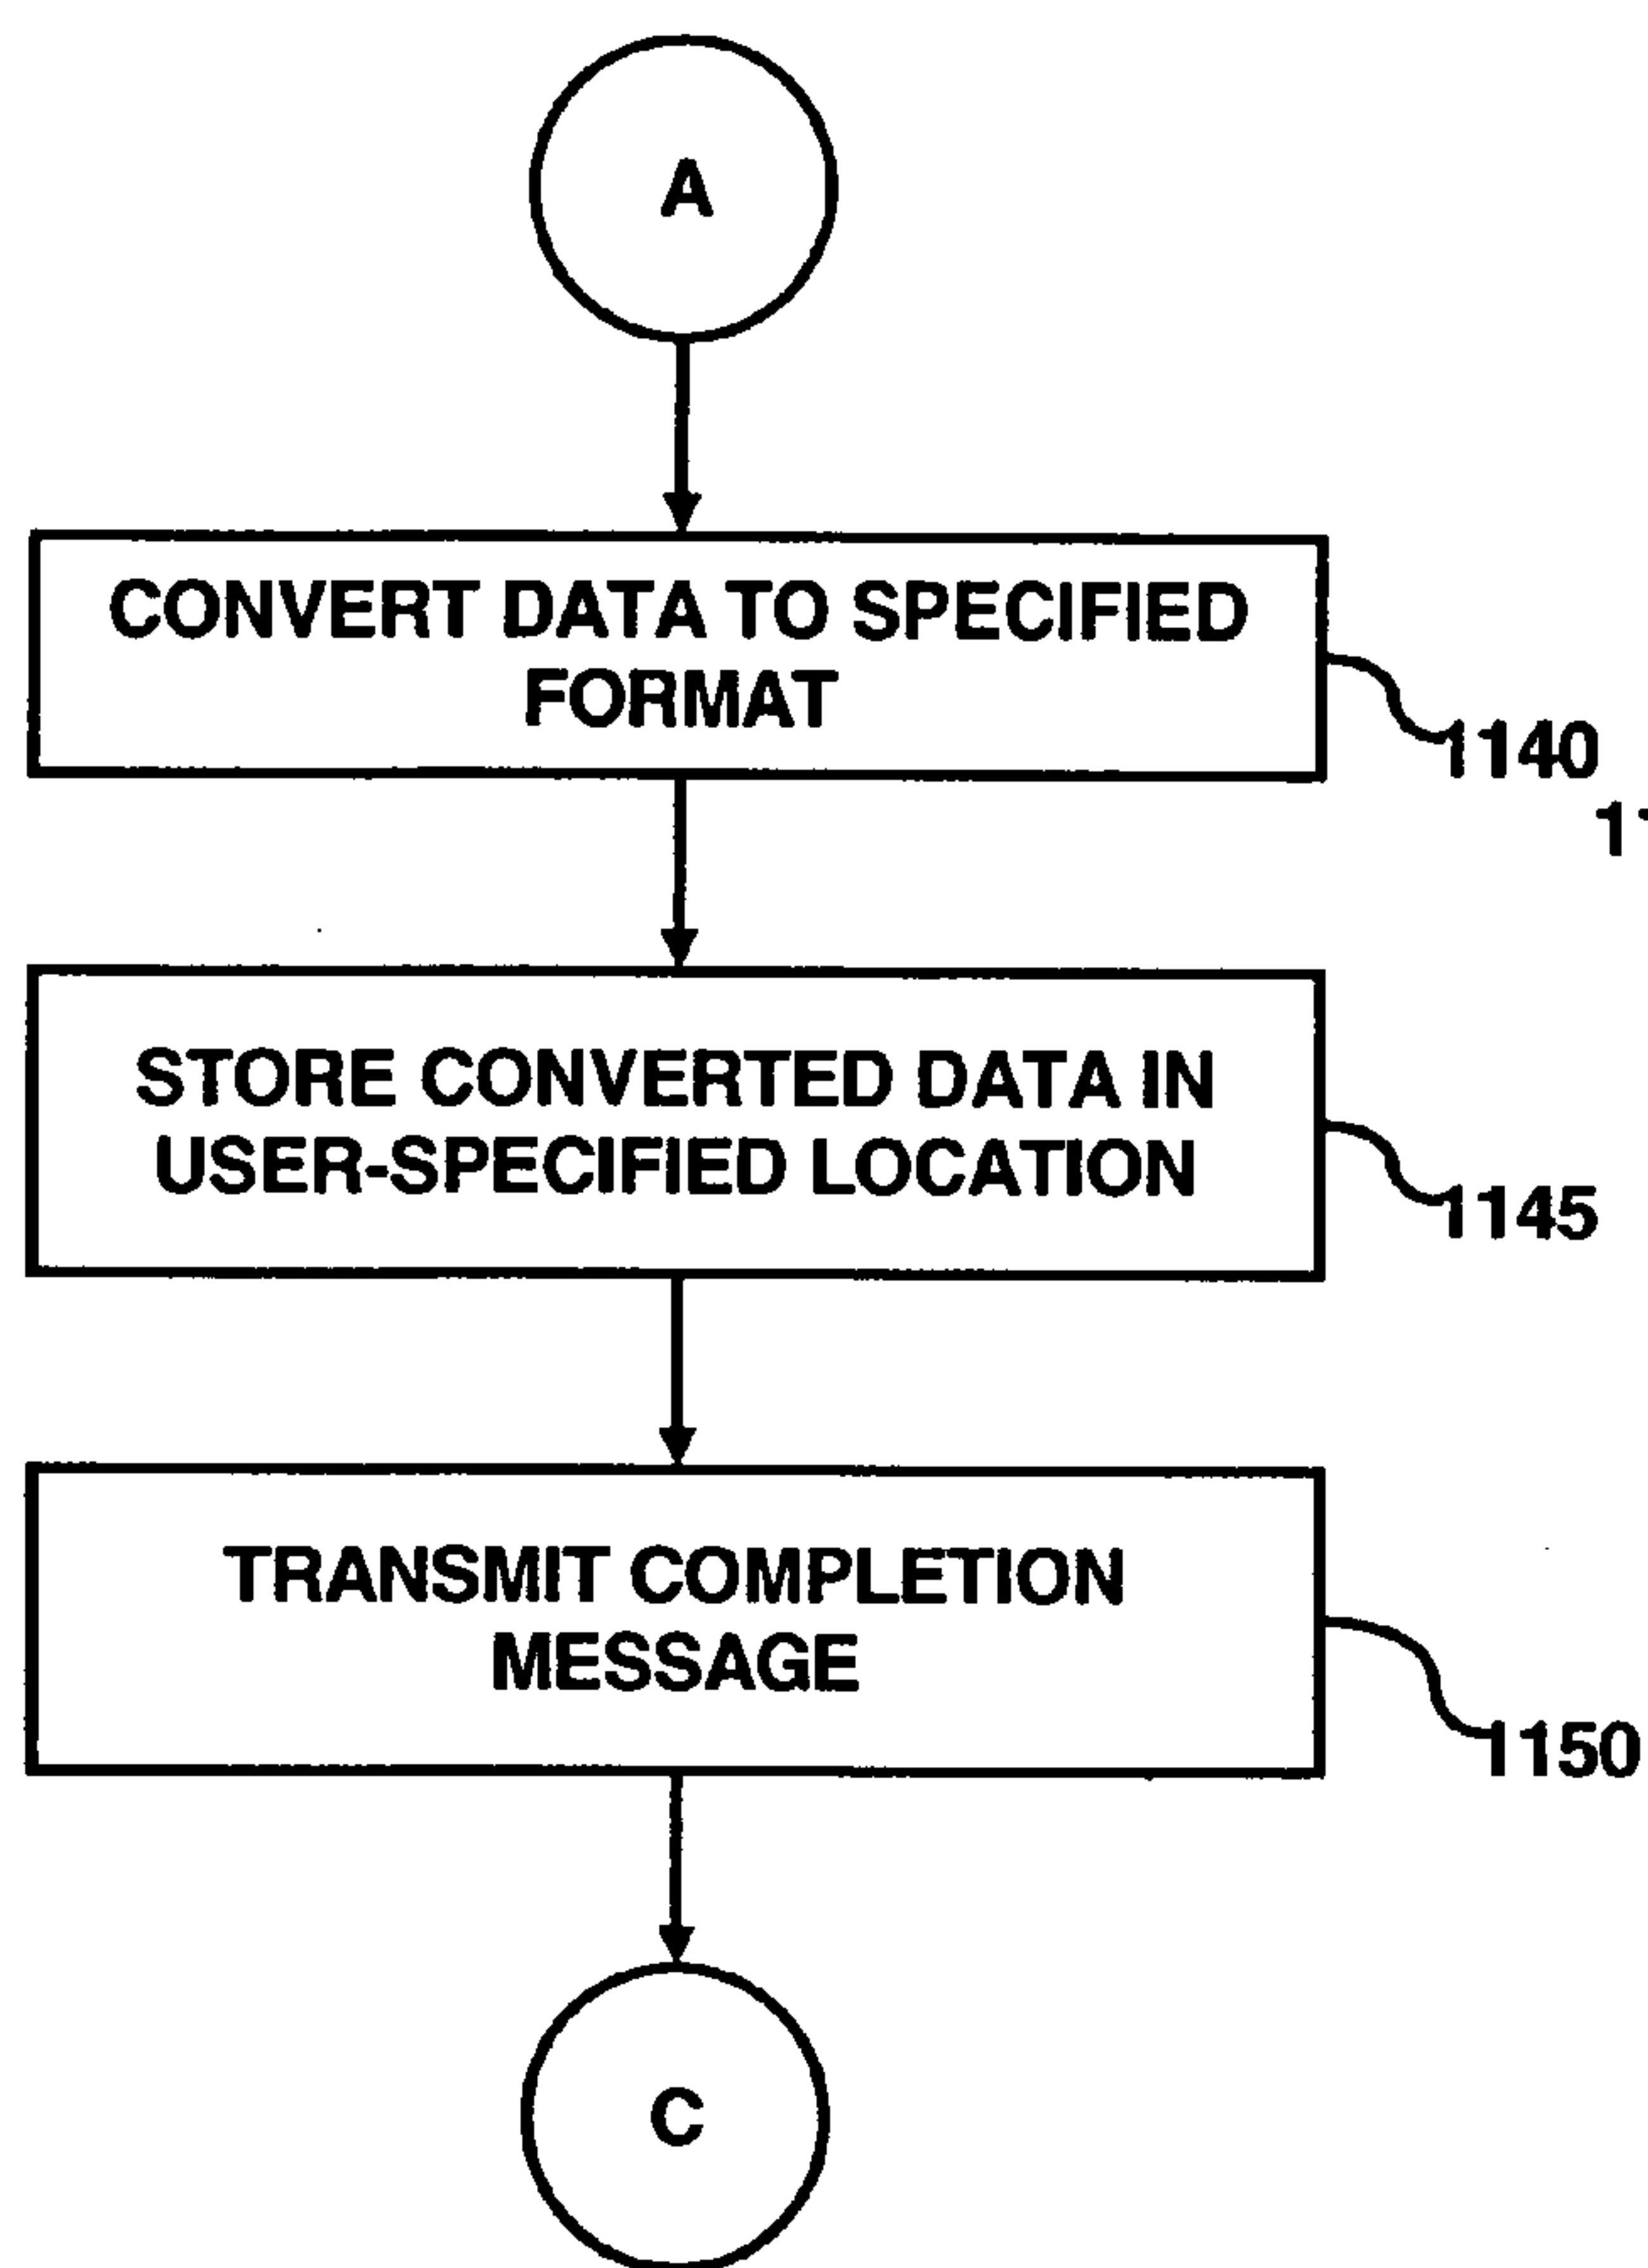 A
CONVERT DATA TO SPECIFIED
FORMAT
1140
STORE CONVERTED DATA IN
USER-SPECIFIED LOCATION
1145
TRANSMIT COMPLETION
MESSAGE
1150
C